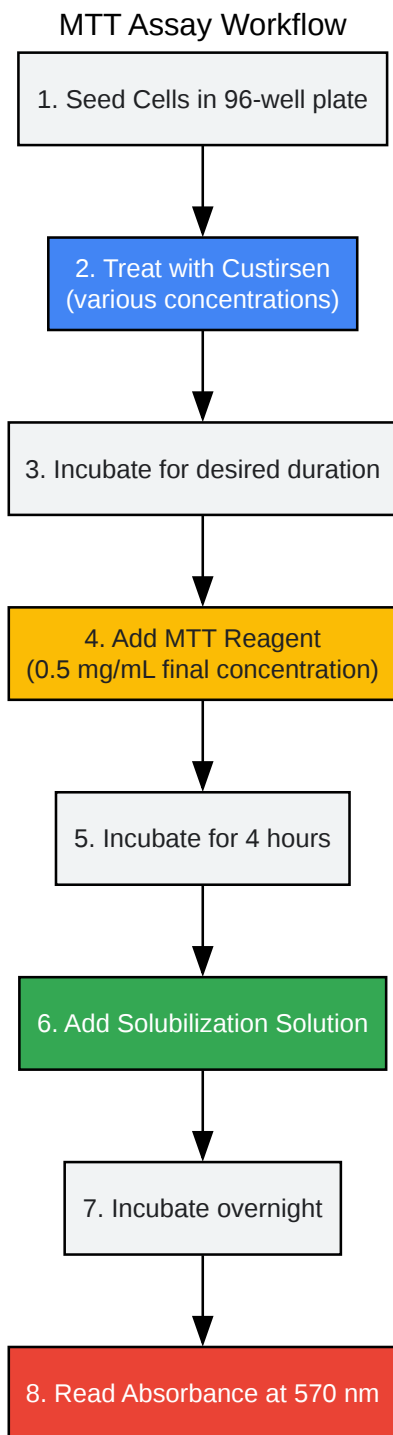 MTT Assay Workflow
1. Seed Cells in 96-well plate
2. Treat with Custirsen
(various concentrations)
3. Incubate for desired duration
4. Add MTT Reagent
(0.5 mg/mL final concentration)
5. Incubate for 4 hours
6. Add Solubilization Solution
7. Incubate overnight
8. Read Absorbance at 570 nm